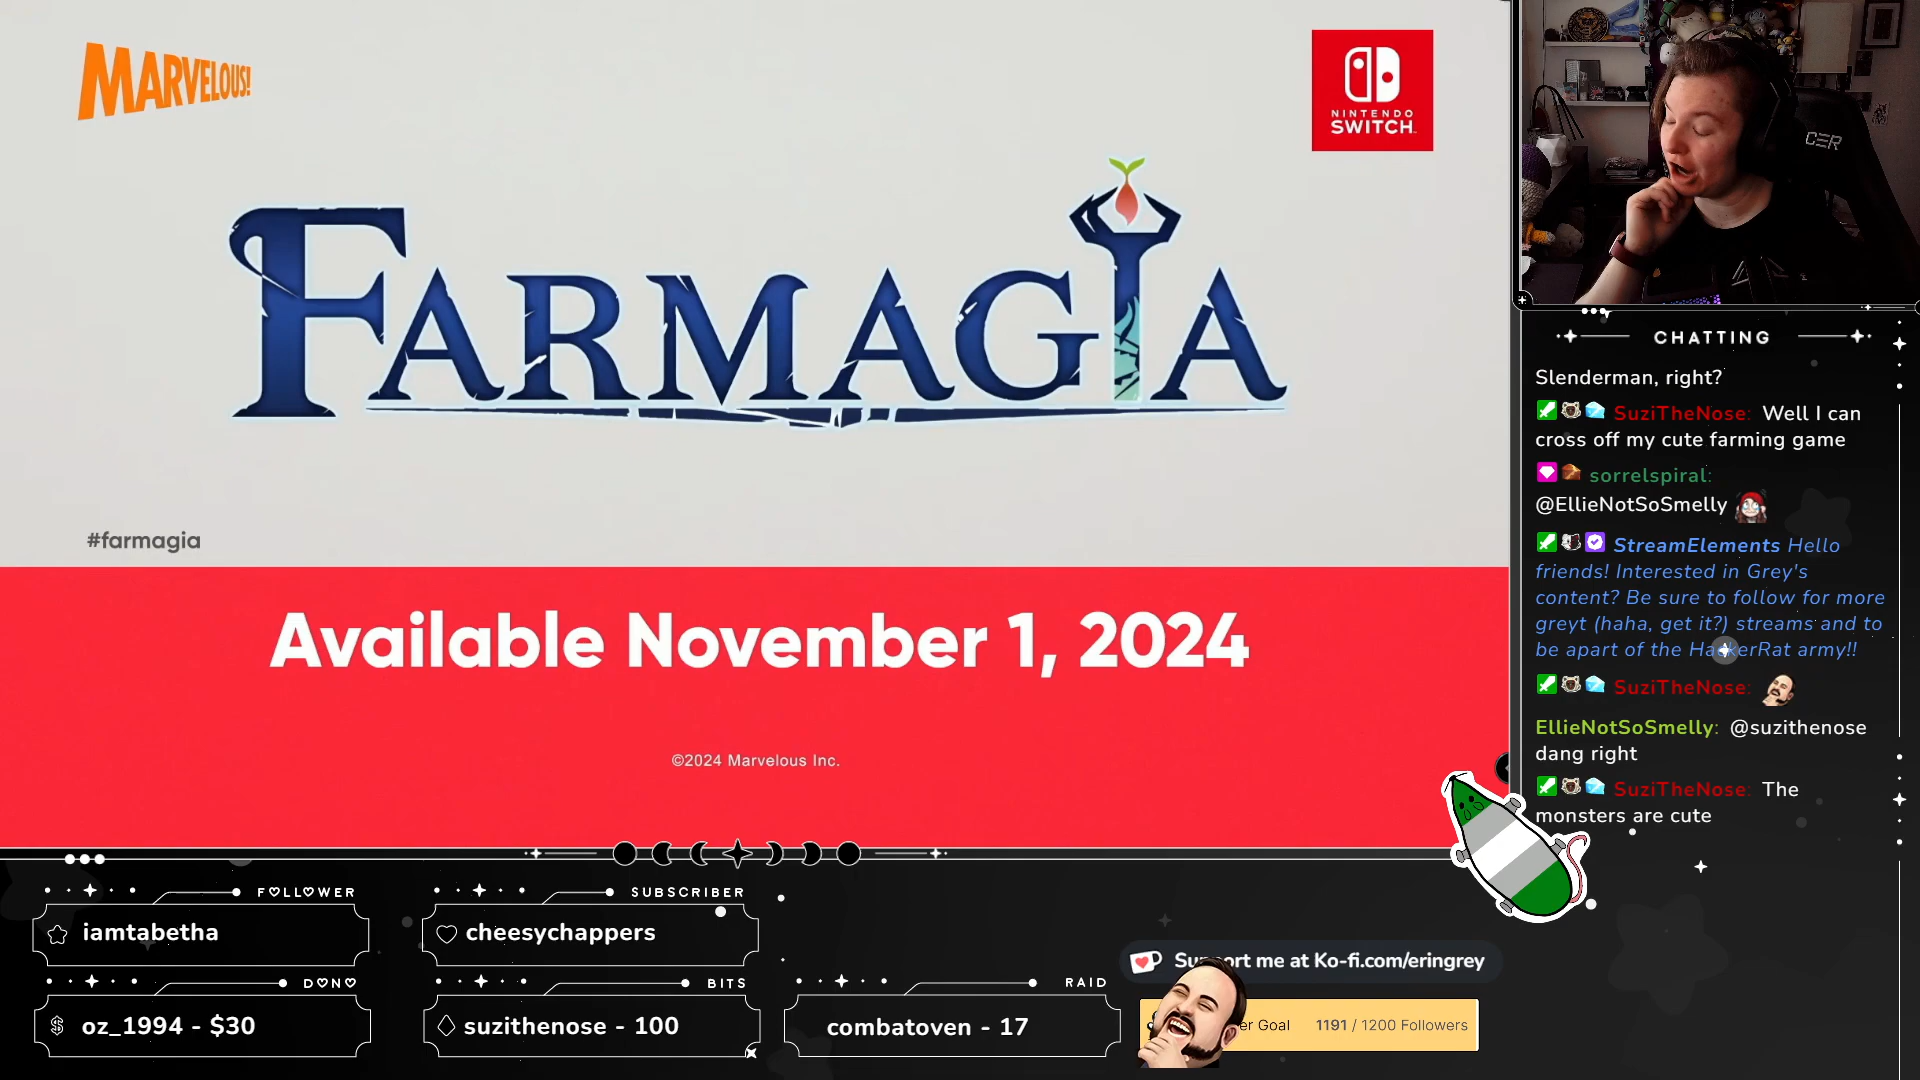 MARVELOUS!
NINTENDO
SWITCH
FARMAGIA
#farmagia
Available November 1, 2024
©2024 Marvelous Inc.
CHATTING
Slenderman, right?
SuziTheNose: Well I can
cross off my cute farming game
sorrelspiral:
@EllieNotSoSmelly
StreamElements Hello
friends! Interested in Grey's
content? Be sure to follow for more
greyt (haha, get it?) streams and to
be apart of the HackerRat army!!
SuziTheNose:
EllieNotSoSmelly: @suzithenose
dang right
SuziTheNose: The
monsters are cute
FOLLOWER
iamtabetha
SUBSCRIBER
cheesychappers
DONO
oz_1994 - $30
BITS
suzithenose - 100
RAID
combatoven - 17
Support me at Ko-fi.com/eringrey
er Goal 1191 / 1200 Followers